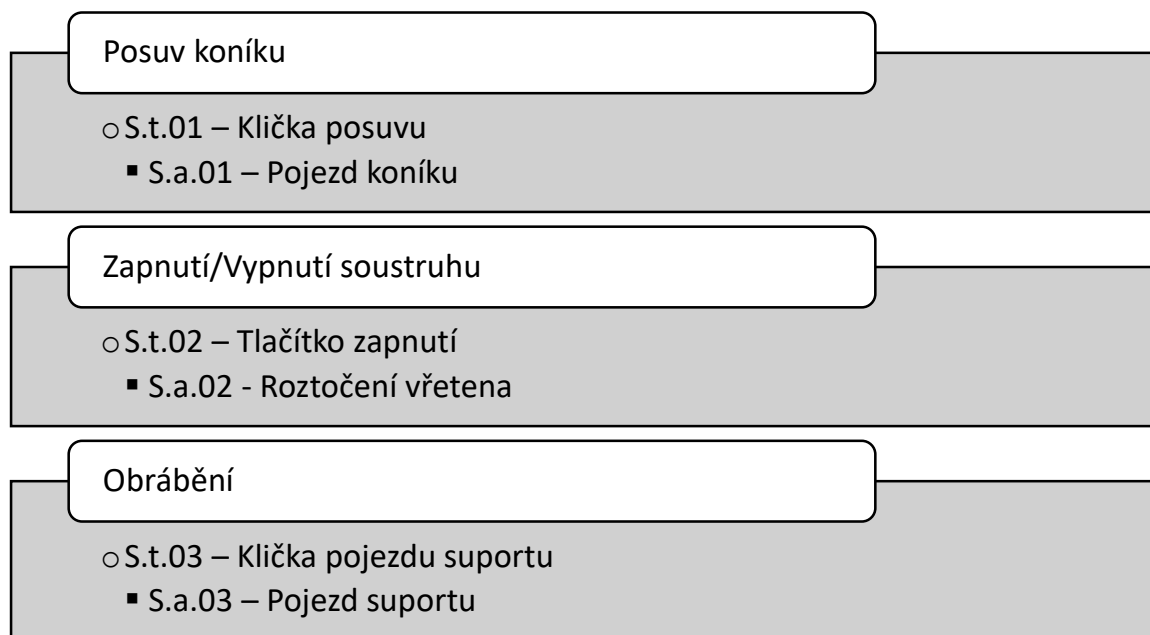 Posuv koníku
o S.t.01 – Klička posuvu
▪ S.a.01 – Pojezd koníku
Zapnutí/Vypnutí soustruhu
o S.t.02 – Tlačítko zapnutí
▪ S.a.02 - Roztočení vřetena
Obrábění
o S.t.03 – Klička pojezdu suportu
▪ S.a.03 – Pojezd suportu